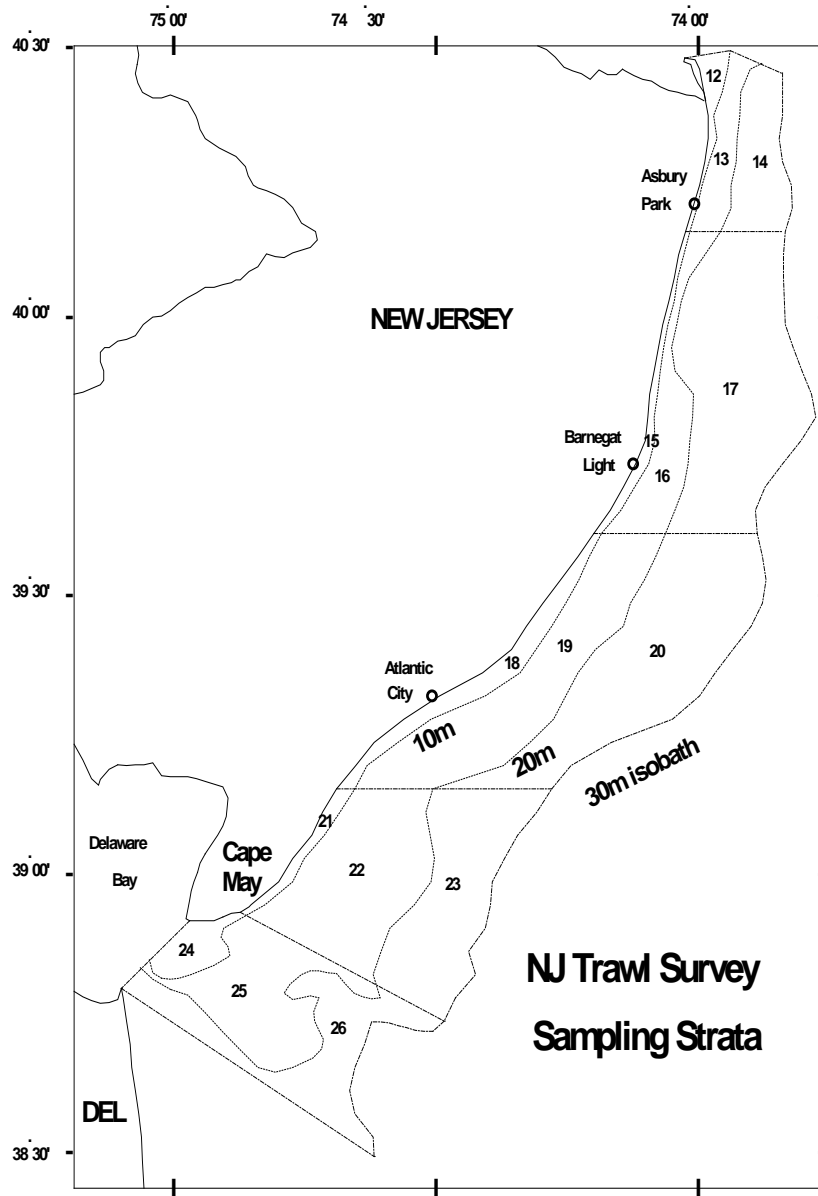 75 00'
74 30'
74 00'
40 30'
12
13
14
Asbury
Park
40 00'
NEW JERSEY
17
Barnegat
Light
15
16
39 30'
19
20
18
Atlantic
City
10m
20m
30m isobath
21
Delaware
Bay
39 00'
Cape
May
22
23
24
25
26
NJ Trawl Survey
Sampling Strata
DEL
38 30'